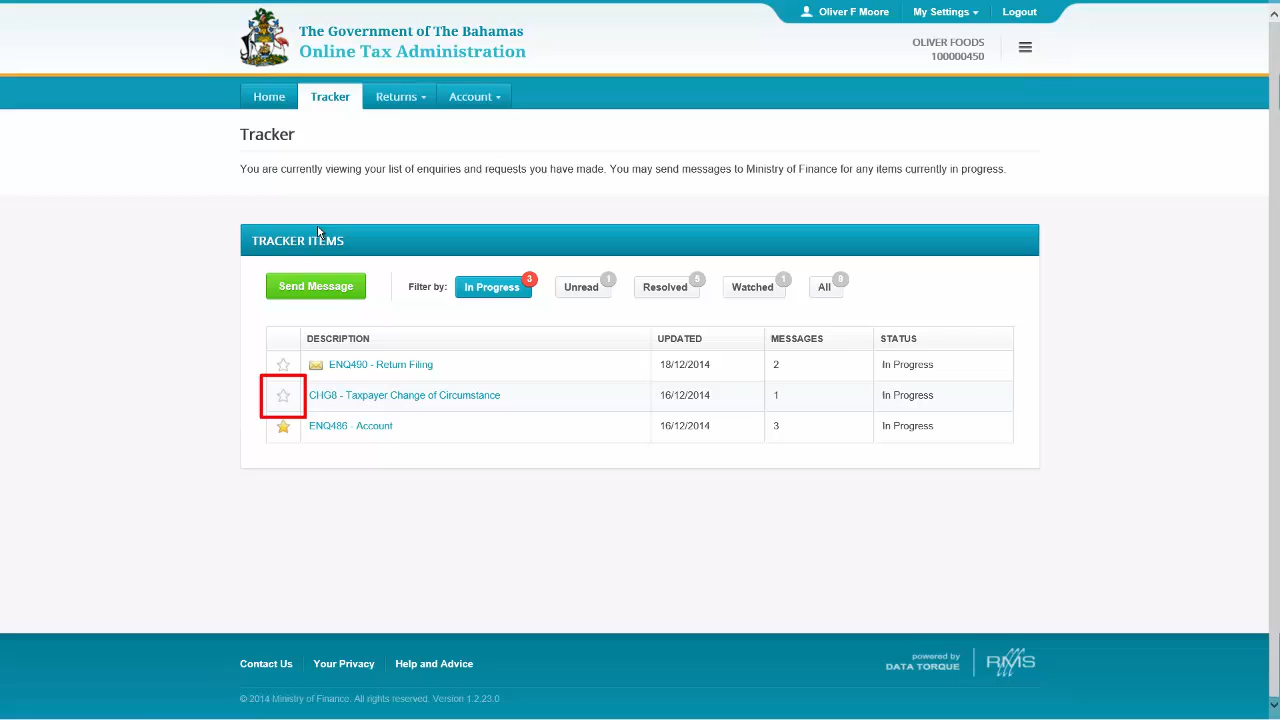 Oliver F Moore My Settings Logout
The Government of The Bahamas
Online Tax Administration
OLIVER FOODS
100000450
Home Tracker Returns Account
Tracker
You are currently viewing your list of enquiries and requests you have made. You may send messages to Ministry of Finance for any items currently in progress.
TRACKER ITEMS
Send Message Filter by: In Progress 3 Unread 1 Resolved 5 Watched 1 All 8
DESCRIPTION UPDATED MESSAGES STATUS
ENQ490 - Return Filing 18/12/2014 2 In Progress
CHG8 - Taxpayer Change of Circumstance 16/12/2014 1 In Progress
ENQ486 - Account 16/12/2014 3 In Progress
Contact Us Your Privacy Help and Advice
powered by
DATA TORQUE
RMS
© 2014 Ministry of Finance. All rights reserved. Version 1.2.23.0